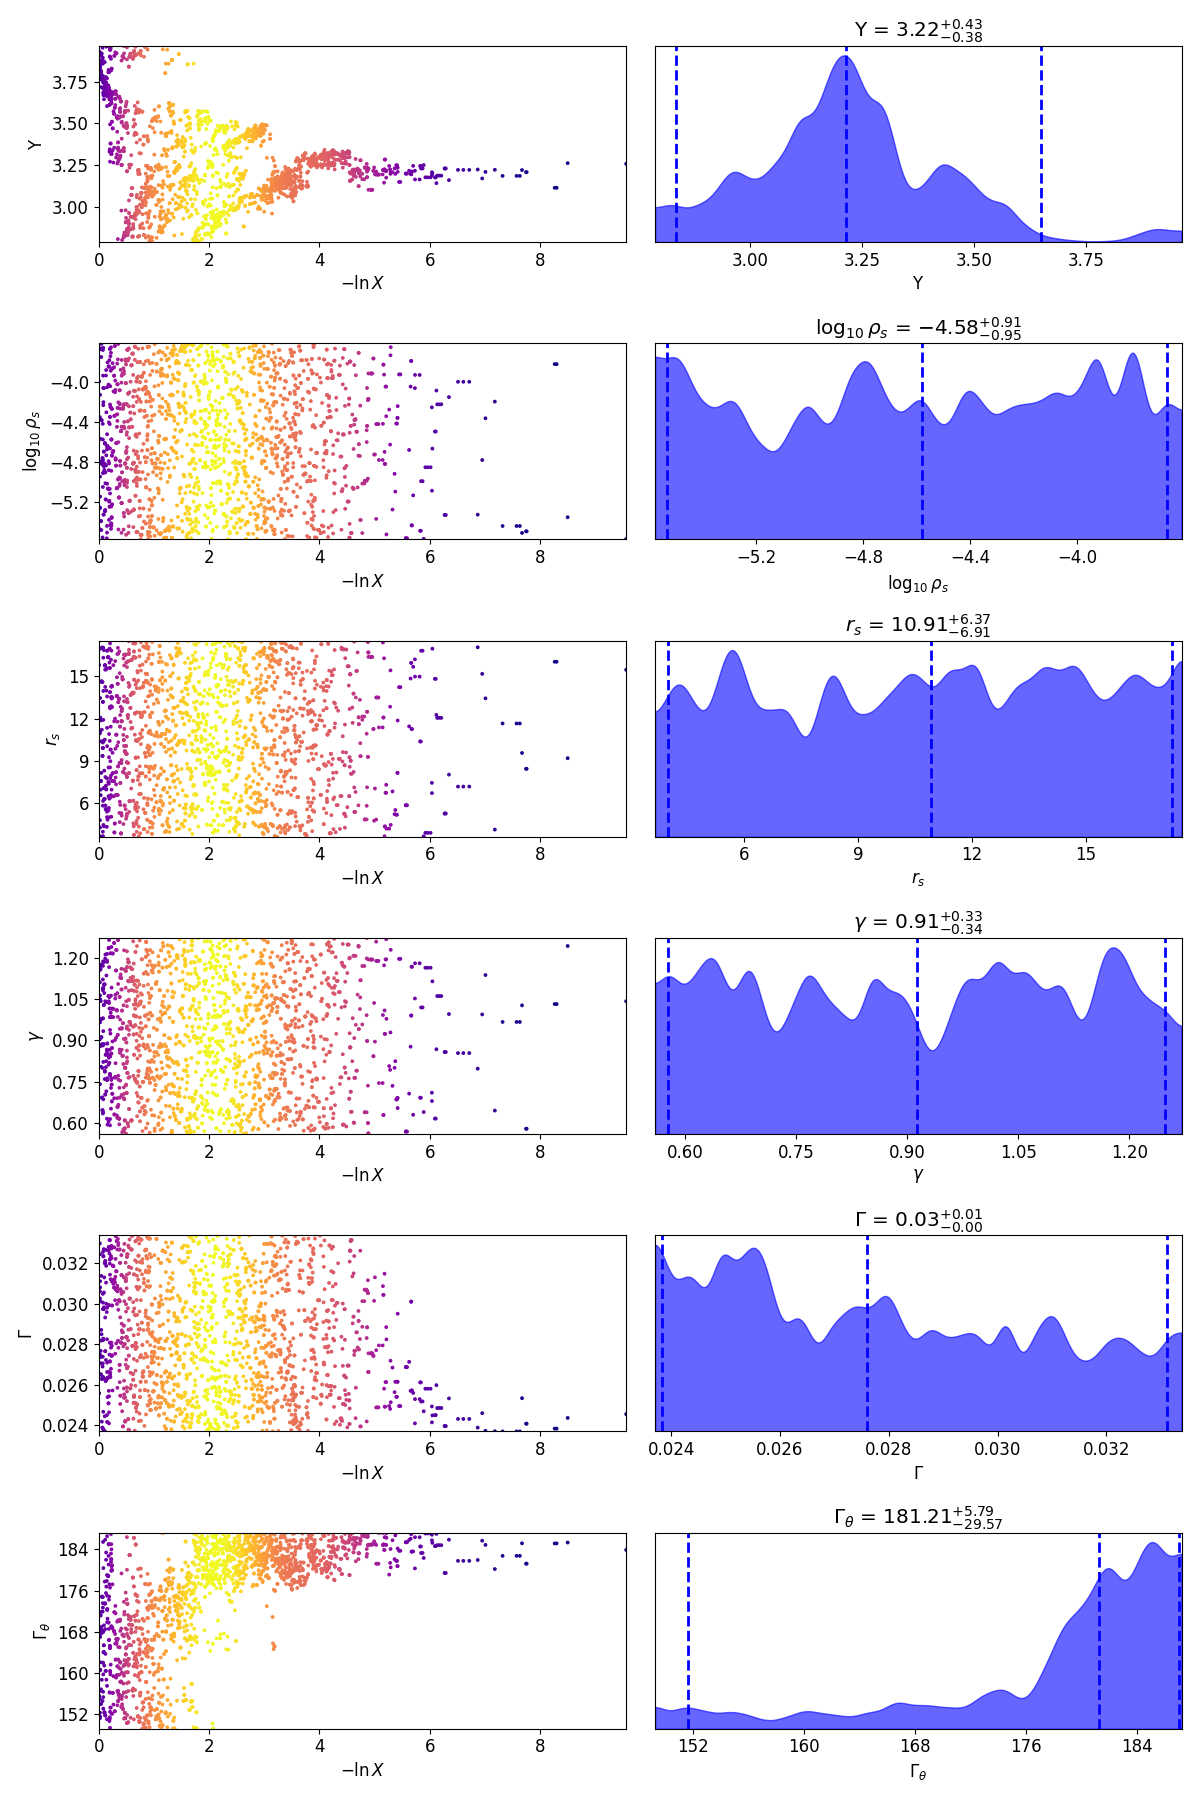 Υ = 3.22+0.43−0.38
3.75
3.50
3.25
3.00
Υ
0 2 4 6 8
−ln X
3.00 3.25 3.50 3.75
Υ
log10 ρs = −4.58+0.91−0.95
−4.0
−4.4
−4.8
−5.2
log10 ρs
0 2 4 6 8
−ln X
−5.2 −4.8 −4.4 −4.0
log10 ρs
rs = 10.91+6.37−6.91
15
12
9
6
rs
0 2 4 6 8
−ln X
6 9 12 15
rs
γ = 0.91+0.33−0.34
1.20
1.05
0.90
0.75
0.60
γ
0 2 4 6 8
−ln X
0.60 0.75 0.90 1.05 1.20
γ
Γ = 0.03+0.01−0.00
0.032
0.030
0.028
0.026
0.024
Γ
0 2 4 6 8
−ln X
0.024 0.026 0.028 0.030 0.032
Γ
Γθ = 181.21+5.79−29.57
184
176
168
160
152
Γθ
0 2 4 6 8
−ln X
152 160 168 176 184
Γθ